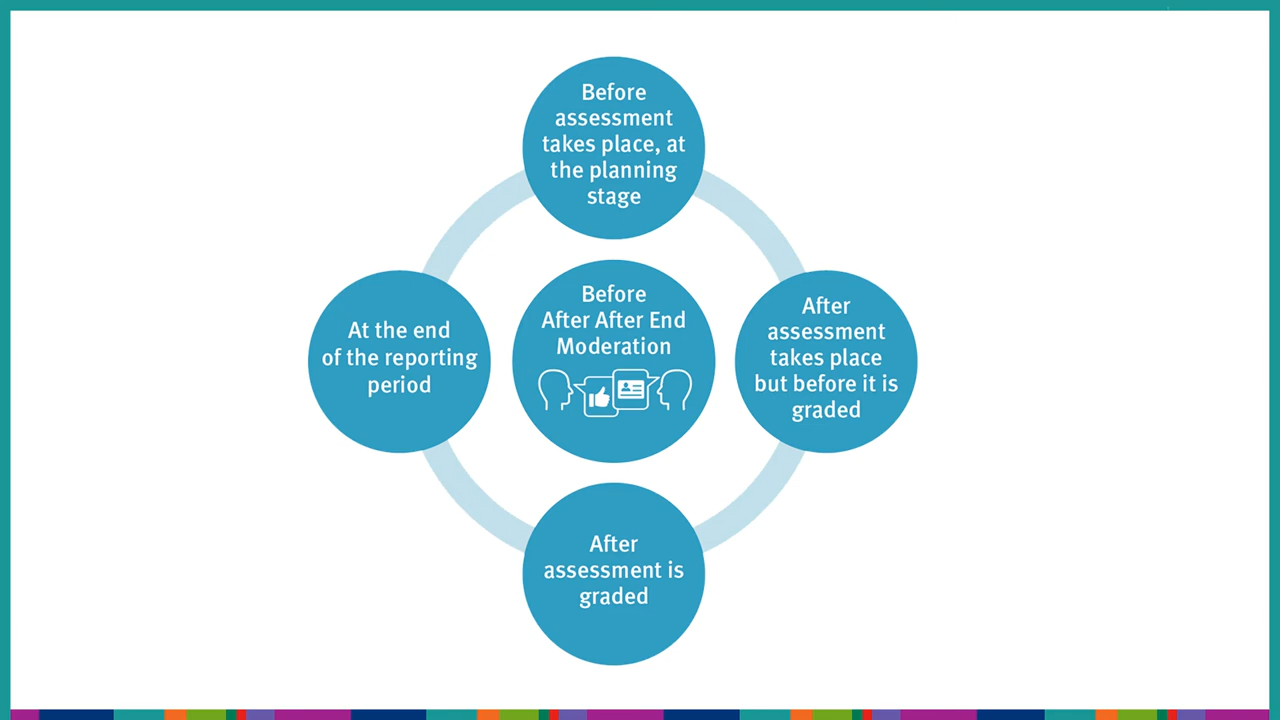 Before
assessment
takes place, at
the planning
stage
Before
After After End
Moderation
After
assessment
takes place
but before it is
graded
After
assessment is
graded
At the end
of the reporting
period